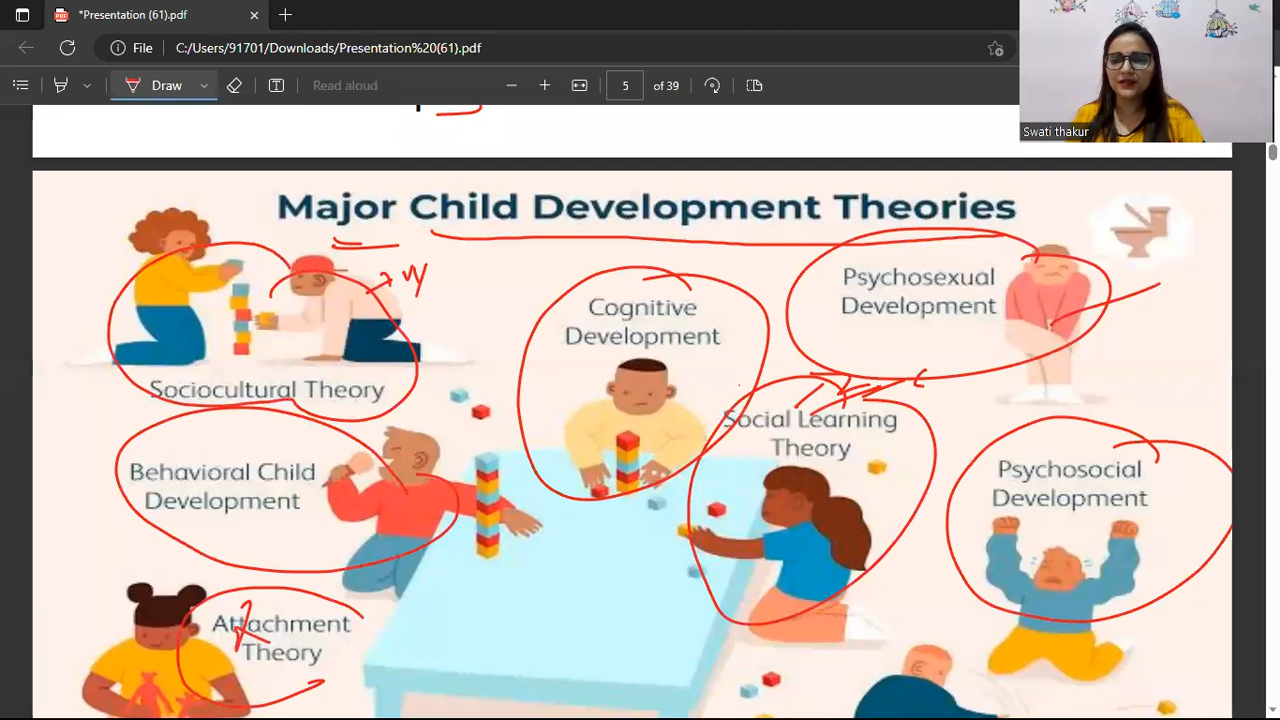 *Presentation (61).pdf
File
C:/Users/91701/Downloads/Presentation%20(61).pdf
Draw
Read aloud
5
of 39
Swati thakur
Major Child Development Theories
Sociocultural Theory
Cognitive
Development
Psychosexual
Development
Social Learning
Theory
Behavioral Child
Development
Psychosocial
Development
Attachment
Theory